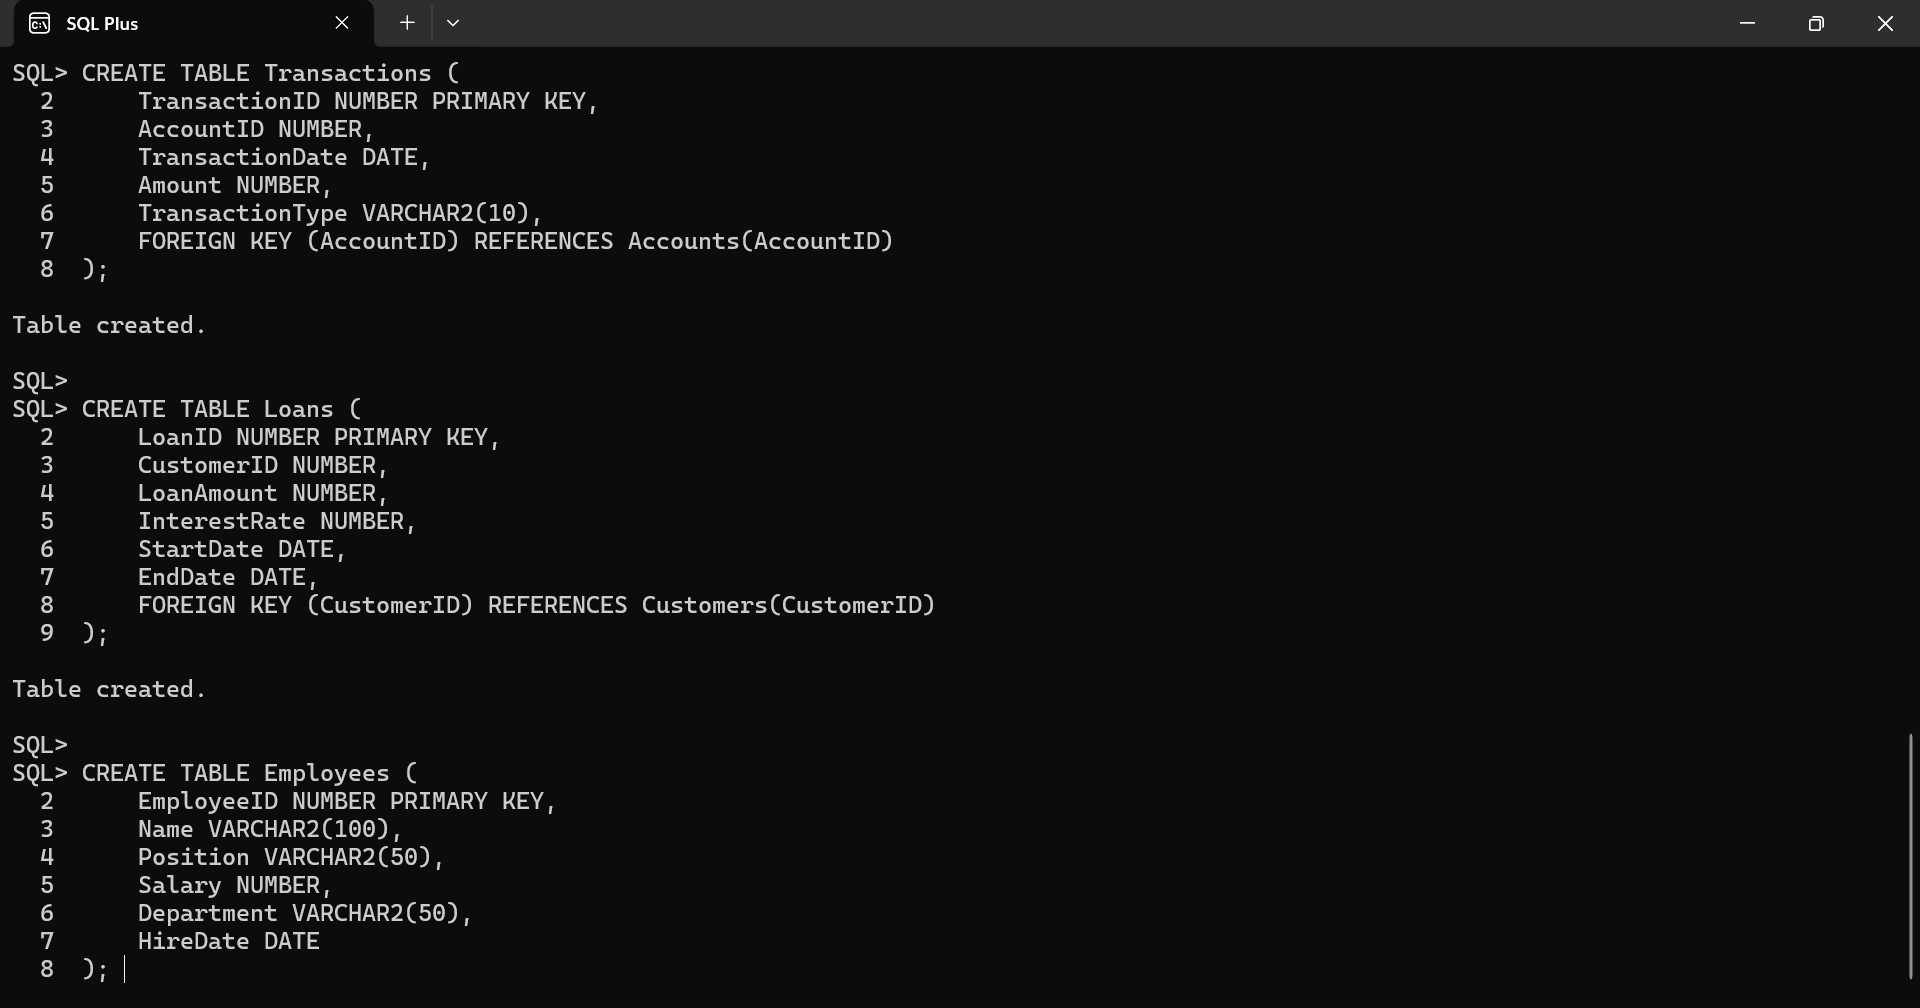 SQL Plus
SQL> CREATE TABLE Transactions (
  2      TransactionID NUMBER PRIMARY KEY,
  3      AccountID NUMBER,
  4      TransactionDate DATE,
  5      Amount NUMBER,
  6      TransactionType VARCHAR2(10),
  7      FOREIGN KEY (AccountID) REFERENCES Accounts(AccountID)
  8  );
Table created.
SQL>
SQL> CREATE TABLE Loans (
  2      LoanID NUMBER PRIMARY KEY,
  3      CustomerID NUMBER,
  4      LoanAmount NUMBER,
  5      InterestRate NUMBER,
  6      StartDate DATE,
  7      EndDate DATE,
  8      FOREIGN KEY (CustomerID) REFERENCES Customers(CustomerID)
  9  );
Table created.
SQL>
SQL> CREATE TABLE Employees (
  2      EmployeeID NUMBER PRIMARY KEY,
  3      Name VARCHAR2(100),
  4      Position VARCHAR2(50),
  5      Salary NUMBER,
  6      Department VARCHAR2(50),
  7      HireDate DATE
  8  );